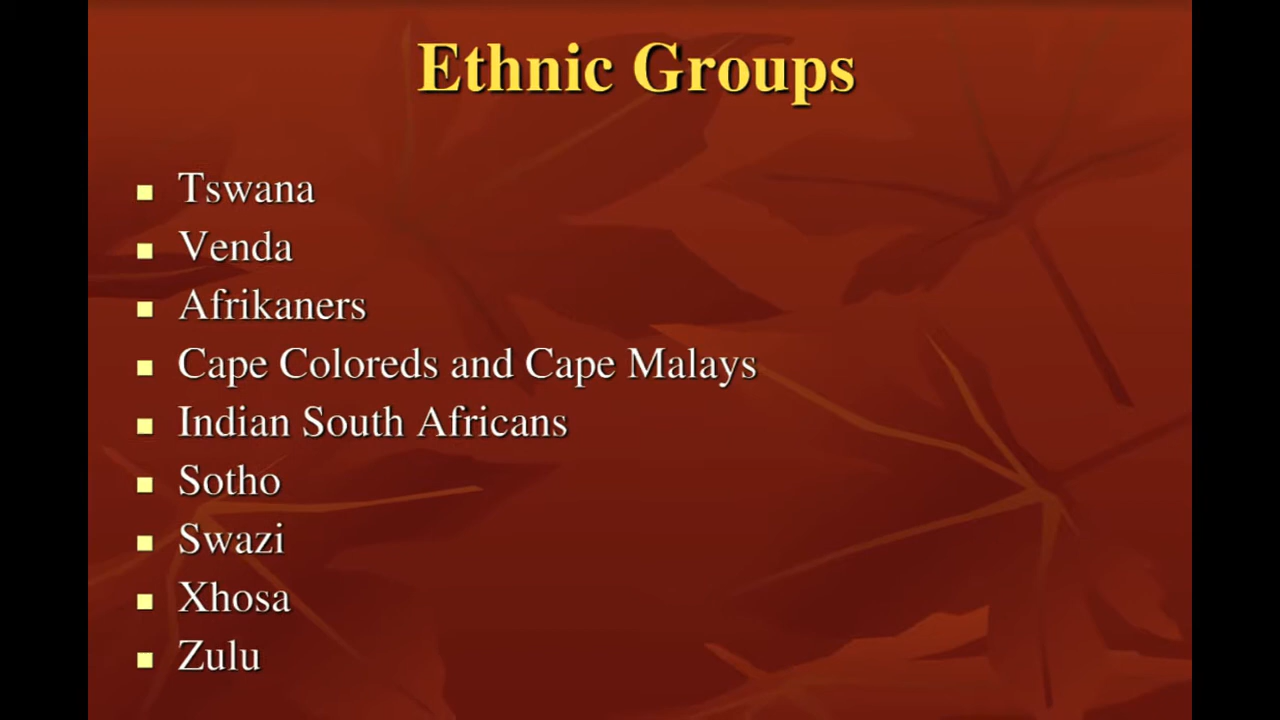 Ethnic Groups
Tswana
Venda
Afrikaners
Cape Coloreds and Cape Malays
Indian South Africans
Sotho
Swazi
Xhosa
Zulu